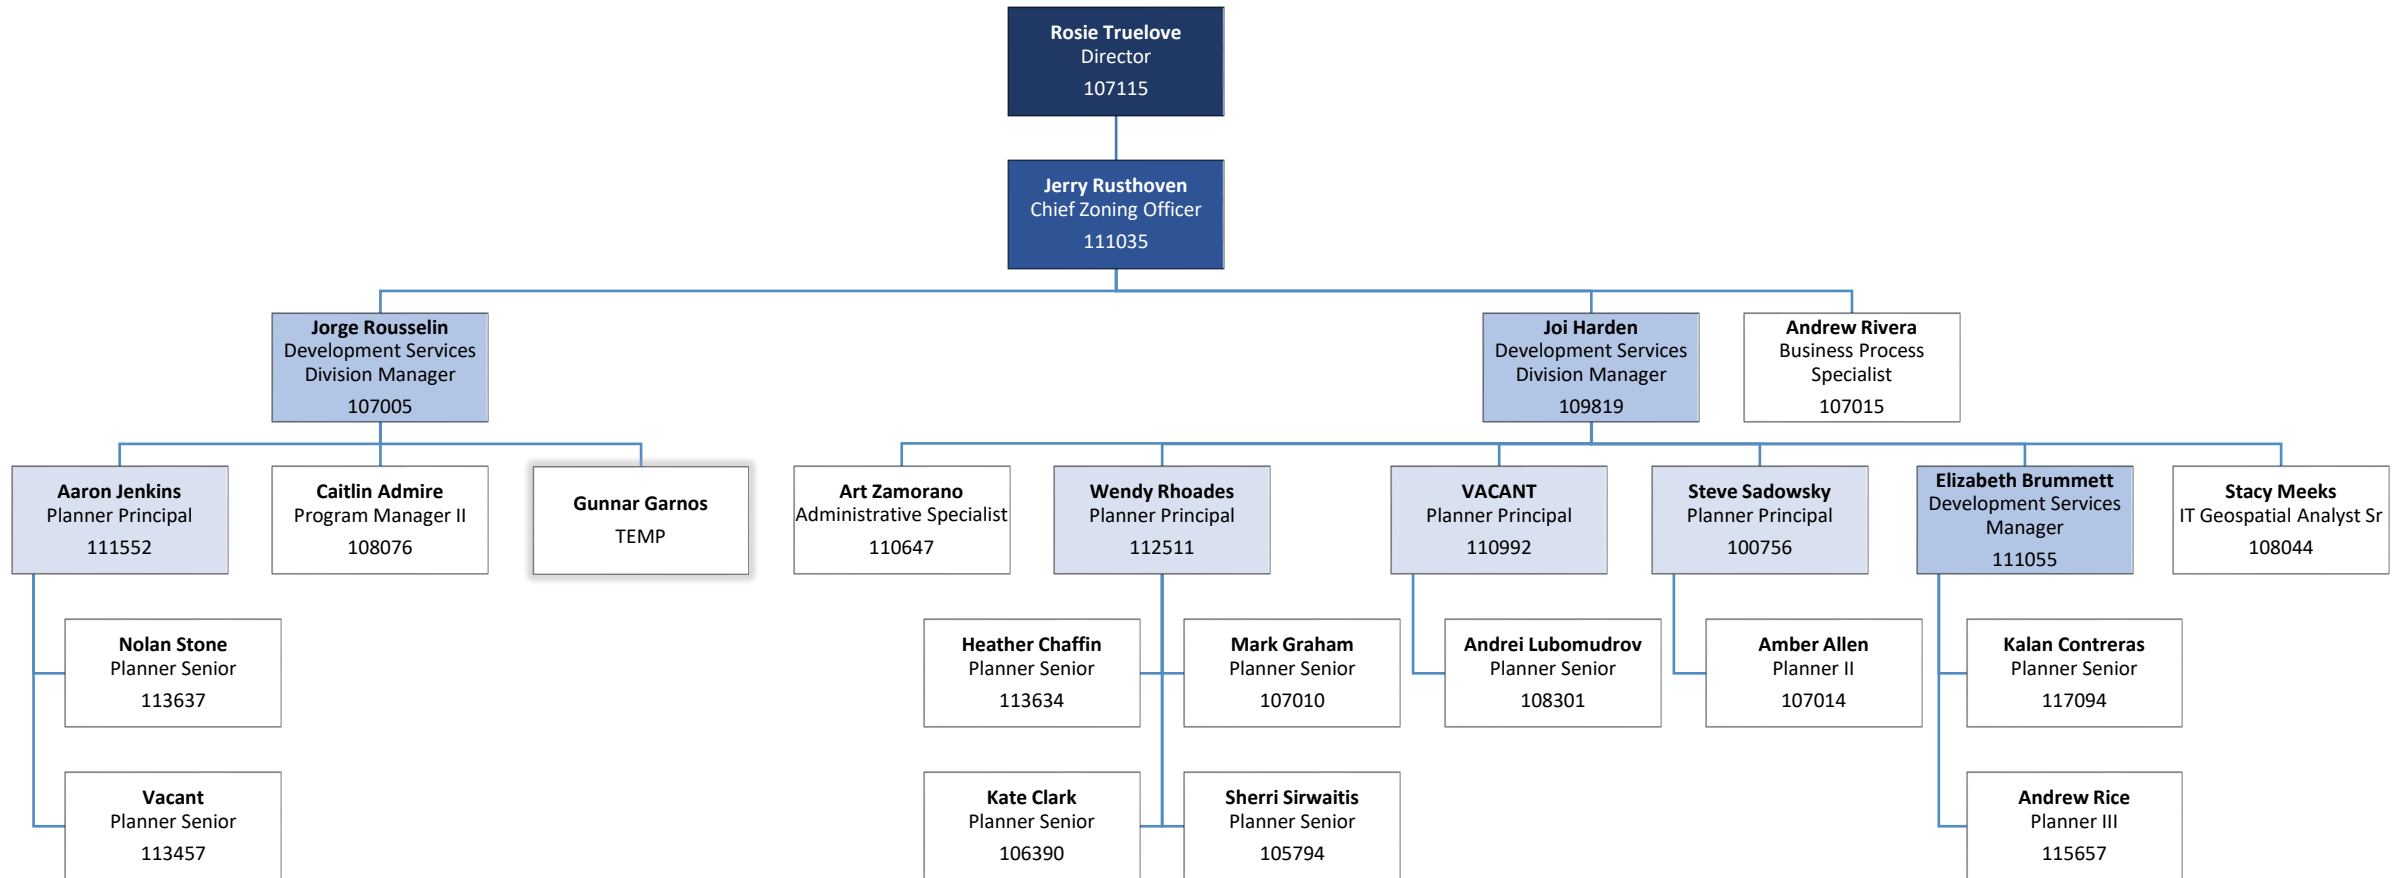 Rosie Truelove
Director
107115
Jerry Rusthoven
Chief Zoning Officer
111035
Jorge Rousselin
Development Services
Division Manager
107005
Joi Harden
Development Services
Division Manager
109819
Andrew Rivera
Business Process
Specialist
107015
Aaron Jenkins
Planner Principal
111552
Caitlin Admire
Program Manager II
108076
Gunnar Garnos
TEMP
Art Zamorano
Administrative Specialist
110647
Wendy Rhoades
Planner Principal
112511
VACANT
Planner Principal
110992
Steve Sadowsky
Planner Principal
100756
Elizabeth Brummett
Development Services
Manager
111055
Stacy Meeks
IT Geospatial Analyst Sr
108044
Nolan Stone
Planner Senior
113637
Heather Chaffin
Planner Senior
113634
Mark Graham
Planner Senior
107010
Andrei Lubomudrov
Planner Senior
108301
Amber Allen
Planner II
107014
Kalan Contreras
Planner Senior
117094
Vacant
Planner Senior
113457
Kate Clark
Planner Senior
106390
Sherri Sirwaitis
Planner Senior
105794
Andrew Rice
Planner III
115657